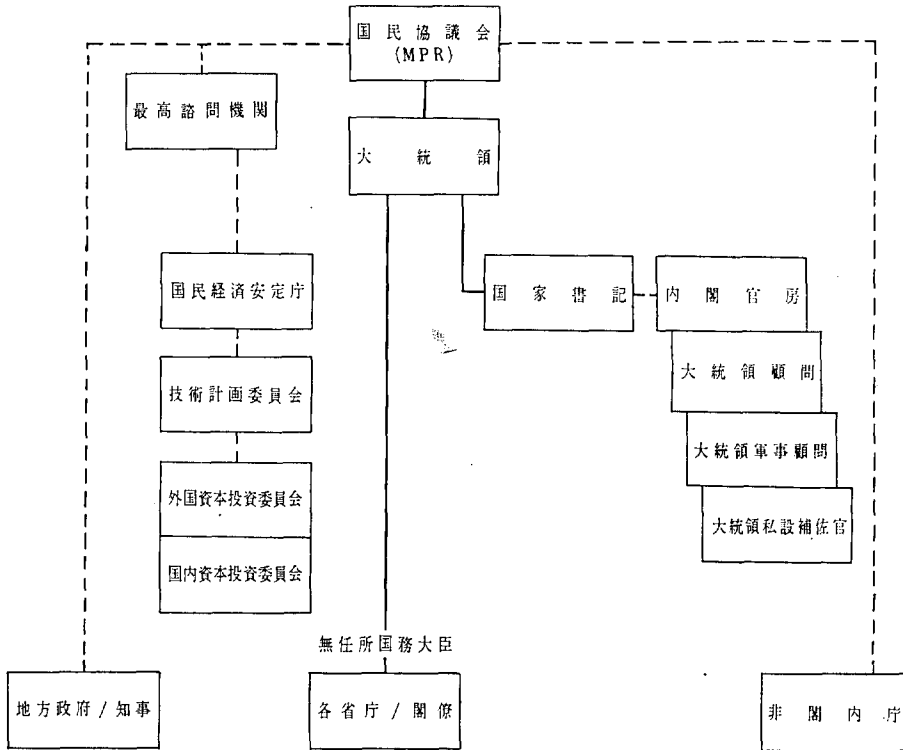 国民協議会
(MPR)
最高諮問機関
大統領
国民経済安定庁
国家書記
内閣官房
技術計画委員会
大統領顧問
大統領軍事顧問
外国資本投資委員会
大統領私設補佐官
国内資本投資委員会
無任所国務大臣
地方政府/知事
各省庁/閣僚
非閣内庁